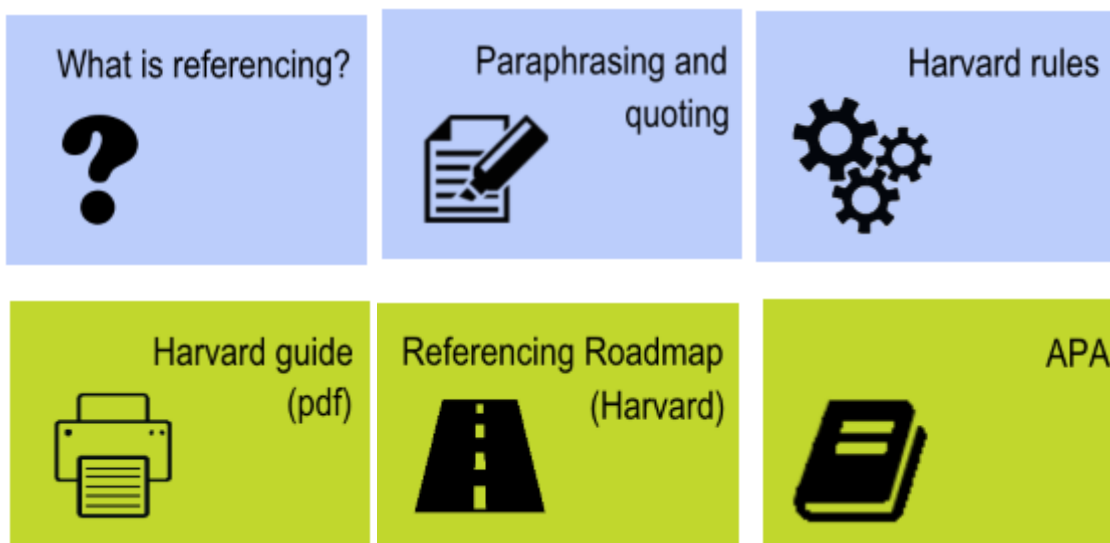 What is referencing?
Paraphrasing and
quoting
Harvard rules
Harvard guide
(pdf)
Referencing Roadmap
(Harvard)
APA